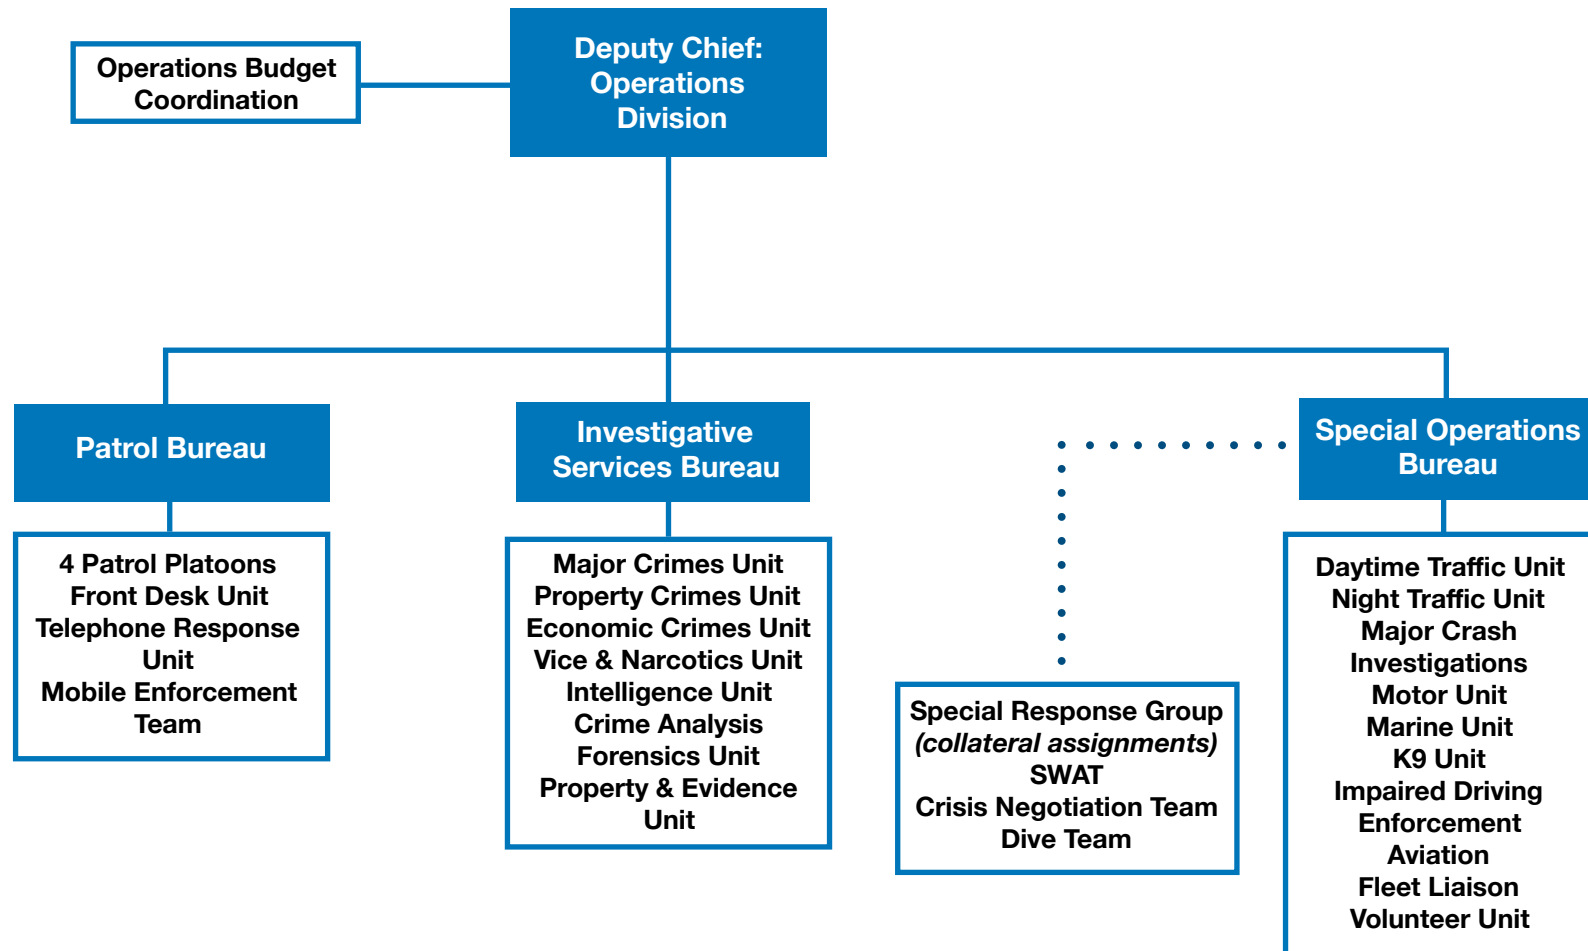 Operations Budget
Coordination
Deputy Chief:
Operations
Division
Patrol Bureau
4 Patrol Platoons
Front Desk Unit
Telephone Response
Unit
Mobile Enforcement
Team
Investigative
Services Bureau
Major Crimes Unit
Property Crimes Unit
Economic Crimes Unit
Vice & Narcotics Unit
Intelligence Unit
Crime Analysis
Forensics Unit
Property & Evidence
Unit
Special Response Group
(collateral assignments)
SWAT
Crisis Negotiation Team
Dive Team
Special Operations
Bureau
Daytime Traffic Unit
Night Traffic Unit
Major Crash
Investigations
Motor Unit
Marine Unit
K9 Unit
Impaired Driving
Enforcement
Aviation
Fleet Liaison
Volunteer Unit